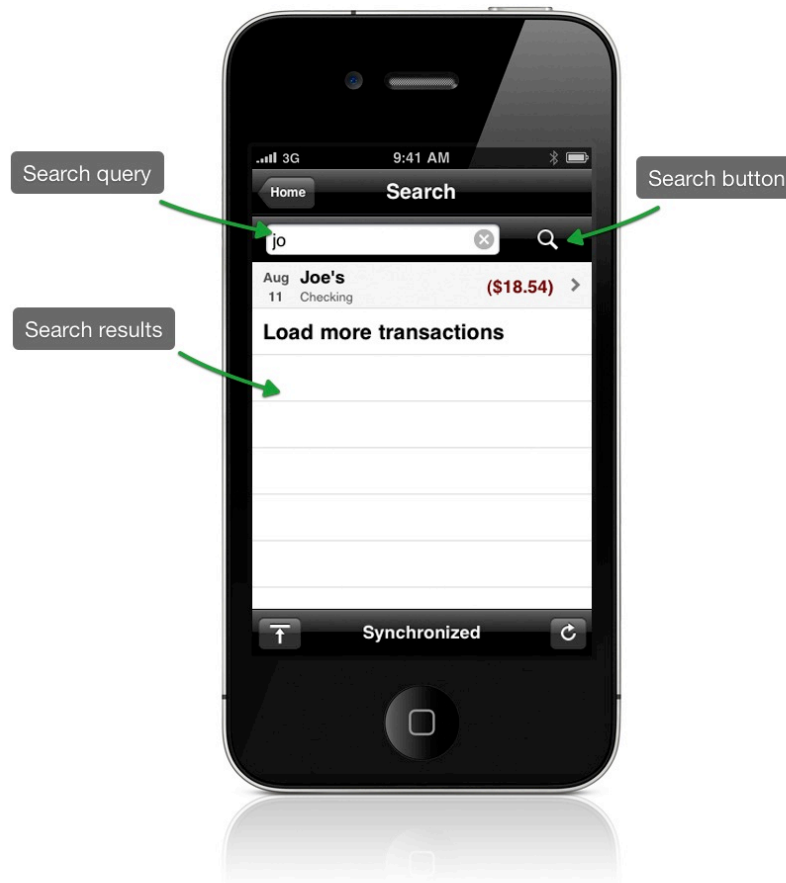 3G 9:41 AM
Search query
Search button
Home Search
jo
Aug Joe's ($18.54)
11 Checking
Search results
Load more transactions
Synchronized